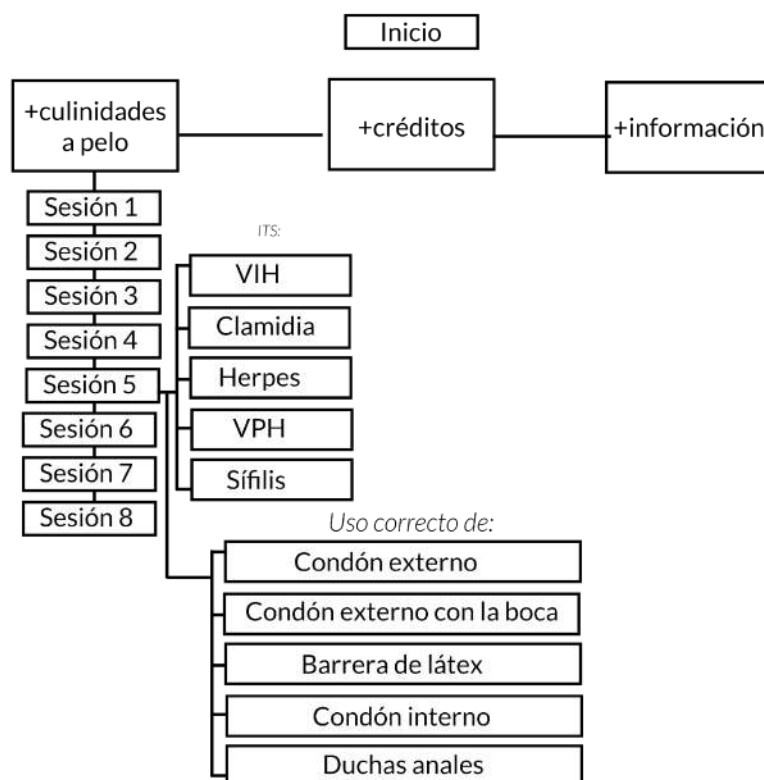 Inicio
+culinidades
a pelo
+créditos
+información
Sesión 1
Sesión 2
Sesión 3
Sesión 4
Sesión 5
Sesión 6
Sesión 7
Sesión 8
ITS:
VIH
Clamidia
Herpes
VPH
Sífilis
Uso correcto de:
Condón externo
Condón externo con la boca
Barrera de látex
Condón interno
Duchas anales